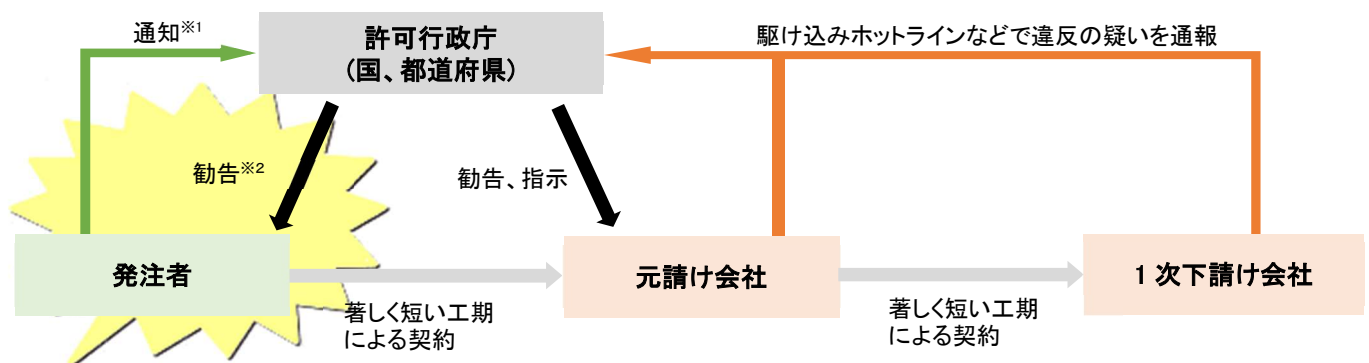 通知※1
許可行政庁
(国、都道府県)
駆け込みホットラインなどで違反の疑いを通報
勧告※2
勧告、指示
発注者
元請け会社
1次下請け会社
著しく短い工期
による契約
著しく短い工期
による契約